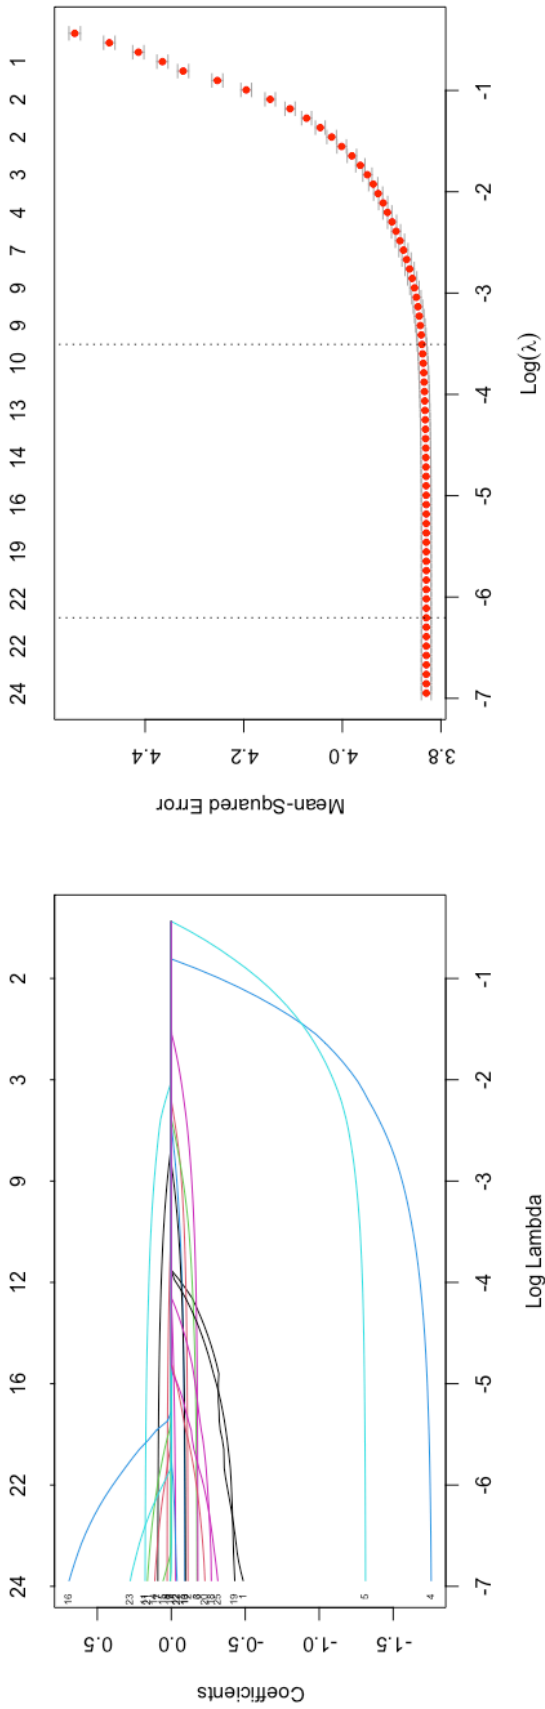 24 22 16 12 9 3 2
0.5
0.0
-0.5
-1.0
-1.5
Coefficients
16
23
25
19
1
5
4
-7 -6 -5 -4 -3 -2 -1
Log Lambda
24 22 22 19 16 14 13 10 9 9 7 4 3 2 2 1
4.4
4.2
4.0
3.8
Mean-Squared Error
-7 -6 -5 -4 -3 -2 -1
Log(λ)